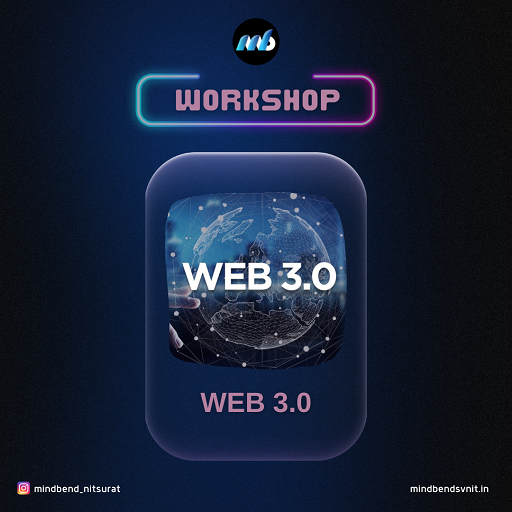 mb
WORKSHOP
WEB 3.0
WEB 3.0
mindbend_nitsurat
mindbendsvnit.in